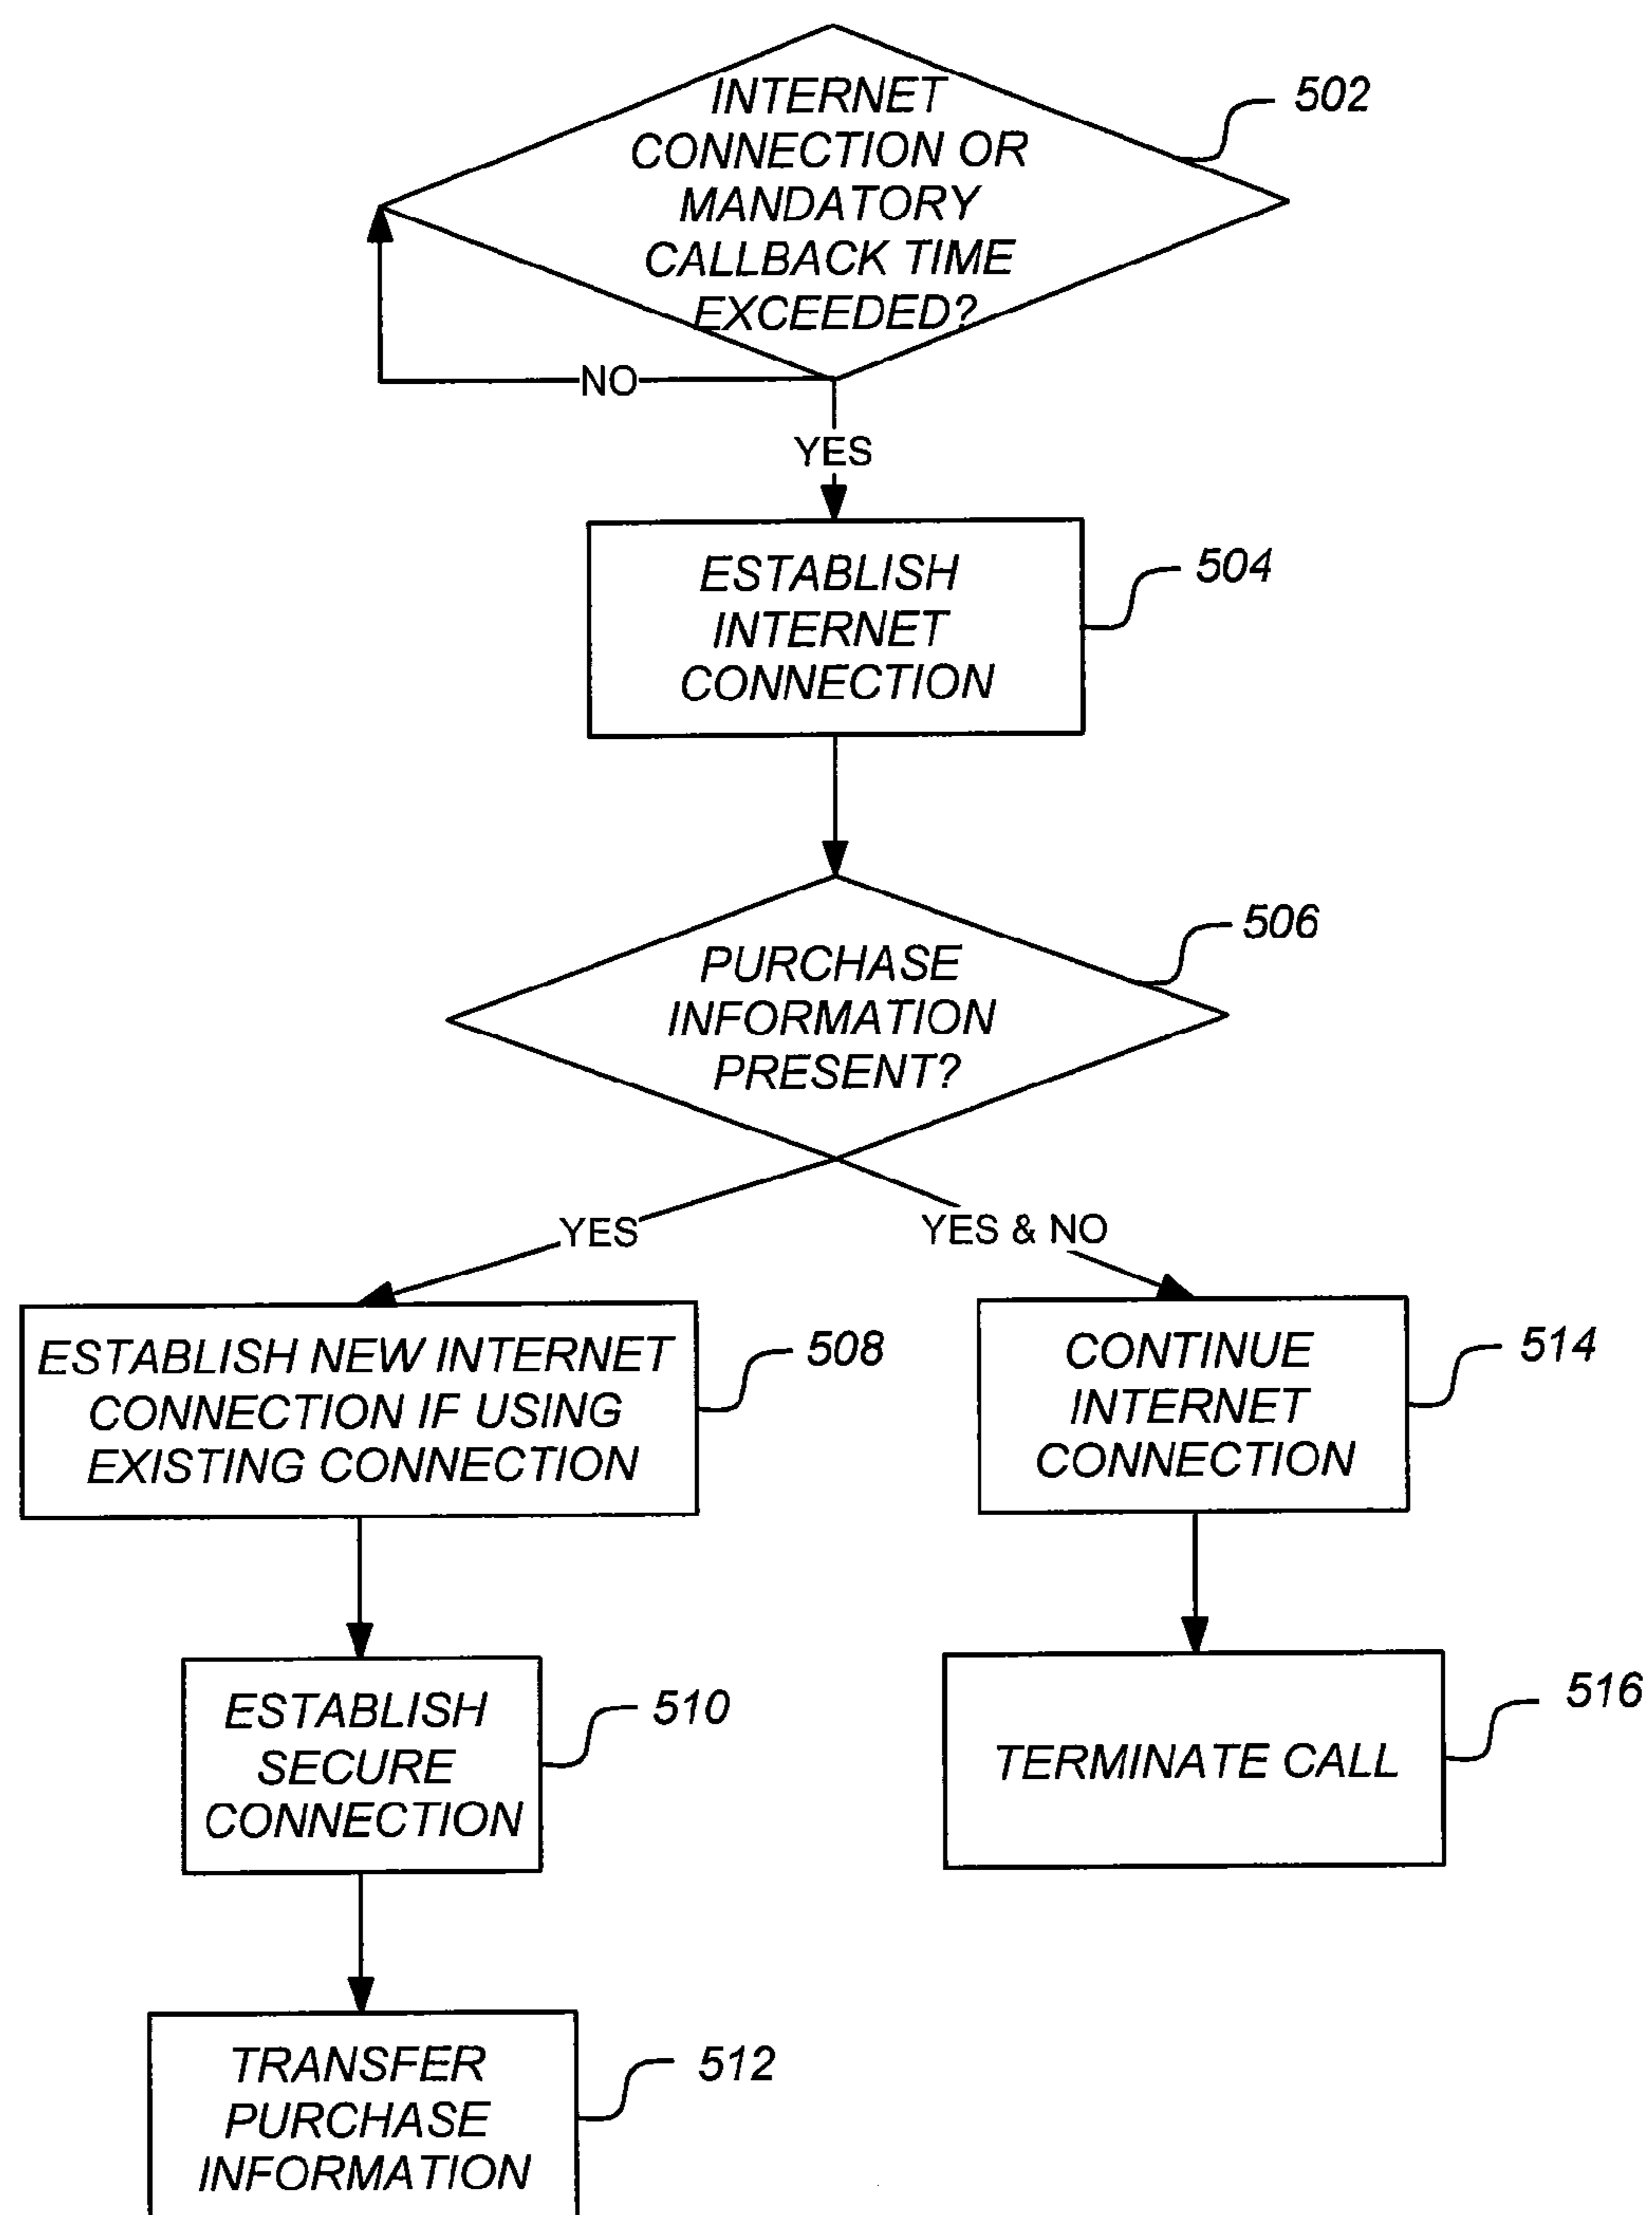 INTERNET
CONNECTION OR
MANDATORY
CALLBACK TIME
EXCEEDED?
502
NO
YES
ESTABLISH
INTERNET
CONNECTION
504
PURCHASE
INFORMATION
PRESENT?
506
YES
YES & NO
ESTABLISH NEW INTERNET
CONNECTION IF USING
EXISTING CONNECTION
508
CONTINUE
INTERNET
CONNECTION
514
ESTABLISH
SECURE
CONNECTION
510
TERMINATE CALL
516
TRANSFER
PURCHASE
INFORMATION
512